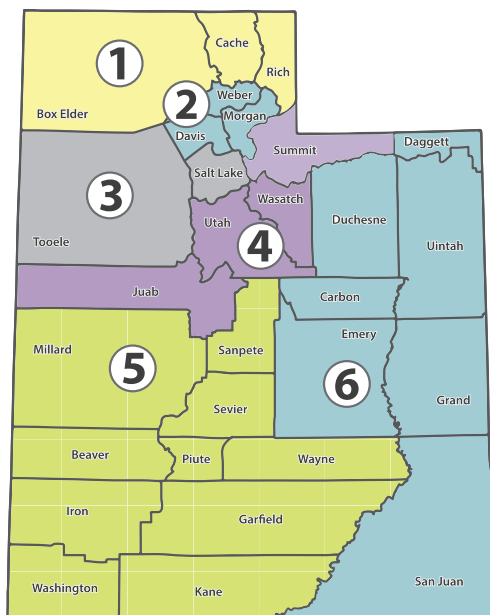 Cache
1
Rich
Weber
2
Box Elder
Morgan
Davis
Daggett
Summit
Salt Lake
3
Wasatch
Utah
Duchesne
Tooele
4
Uintah
Juab
Carbon
Emery
Millard
Sanpete
5
6
Grand
Sevier
Beaver
Piute
Wayne
Iron
Garfield
San Juan
Washington
Kane